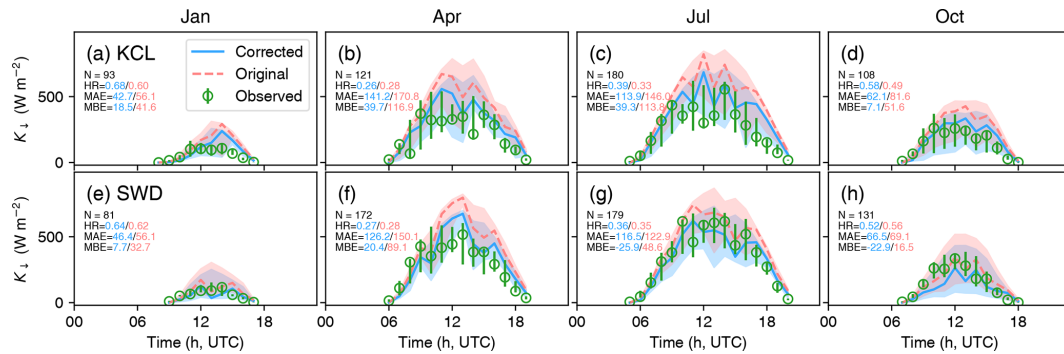 Jan
Apr
Jul
Oct
K↓ (W m−2)
500
0
(a) KCL
N = 93
HR=0.68/0.60
MAE=42.7/56.1
MBE=18.5/41.6
Corrected
Original
Observed
(b)
N = 121
HR=0.26/0.28
MAE=141.2/170.8
MBE=39.7/116.9
(c)
N = 180
HR=0.39/0.33
MAE=113.9/146.0
MBE=39.3/113.8
(d)
N = 108
HR=0.58/0.49
MAE=62.1/81.6
MBE=7.1/51.6
K↓ (W m−2)
500
0
(e) SWD
N = 81
HR=0.64/0.62
MAE=46.4/56.1
MBE=7.7/32.7
(f)
N = 172
HR=0.27/0.28
MAE=126.2/150.1
MBE=20.4/89.1
(g)
N = 179
HR=0.36/0.35
MAE=116.5/122.9
MBE=-25.9/48.6
(h)
N = 131
HR=0.52/0.56
MAE=66.5/69.1
MBE=-22.9/16.5
00 06 12 18 00 06 12 18 00 06 12 18 00 06 12 18
Time (h, UTC)
Time (h, UTC)
Time (h, UTC)
Time (h, UTC)